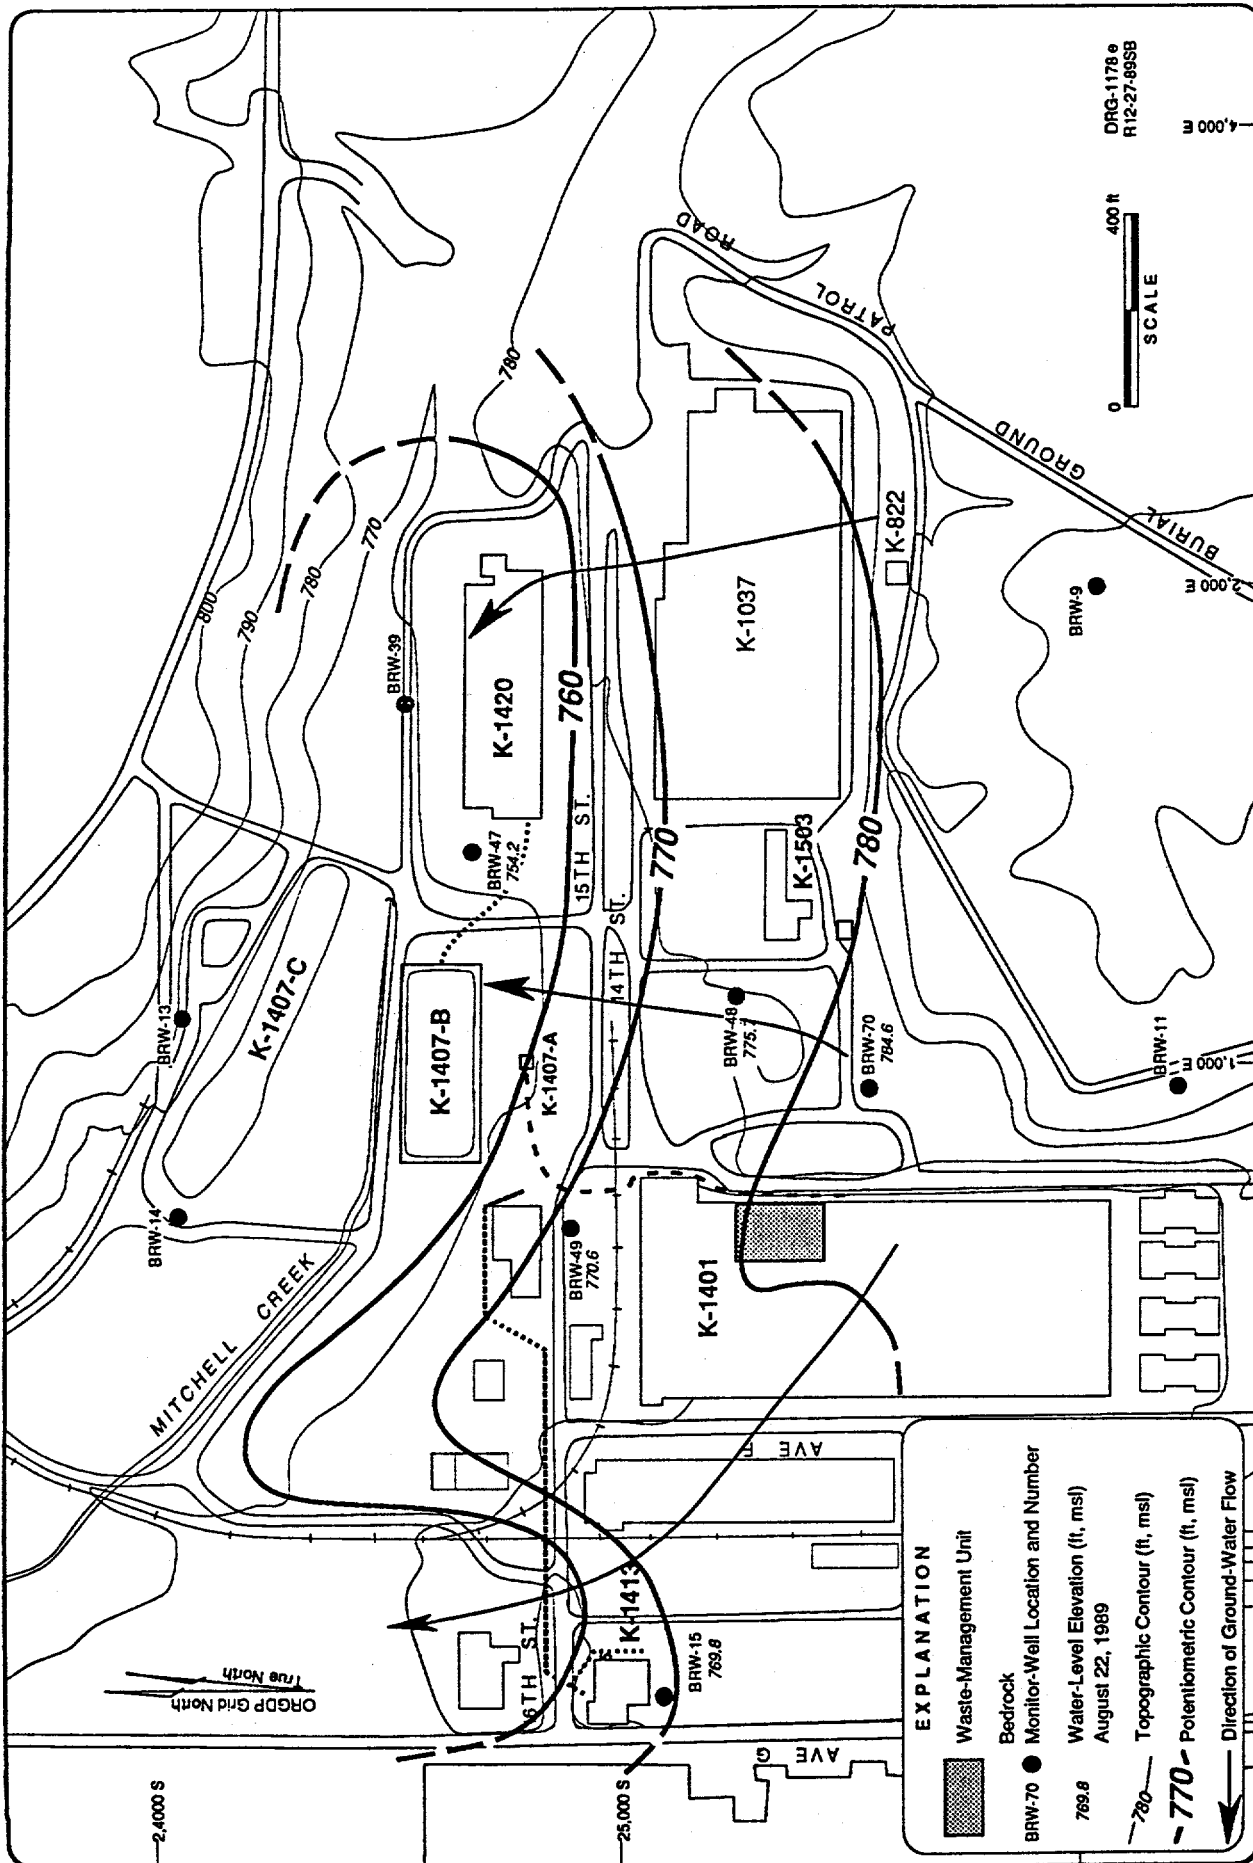 DRG-1178 e
R12-27-89SB
4,000 E
0
400 ft
SCALE
PATROL
ROAD
BURIAL
GROUND
2,000 E
BRW-9
K-822
K-1037
780
800
790
780
770
BRW-39
K-1420
760
15TH ST.
14TH ST.
770
780
K-1503
BRW-47
754.2
K-1407-C
BRW-13
K-1407-B
K-1407-A
BRW-48
BRW-70
784.6
BRW-11
1,000 E
BRW-14
MITCHELL CREEK
BRW-49
770.6
K-1401
AVE F
K-1413
6TH ST.
BRW-15
769.8
AVE G
True North
ORGDP Grid North
2,4000 S
25,000 S
EXPLANATION
Waste-Management Unit
Bedrock
BRW-70 Monitor-Well Location and Number
769.8 Water-Level Elevation (ft, msl)
August 22, 1989
780 Topographic Contour (ft, msl)
770 Potentiometric Contour (ft, msl)
Direction of Ground-Water Flow